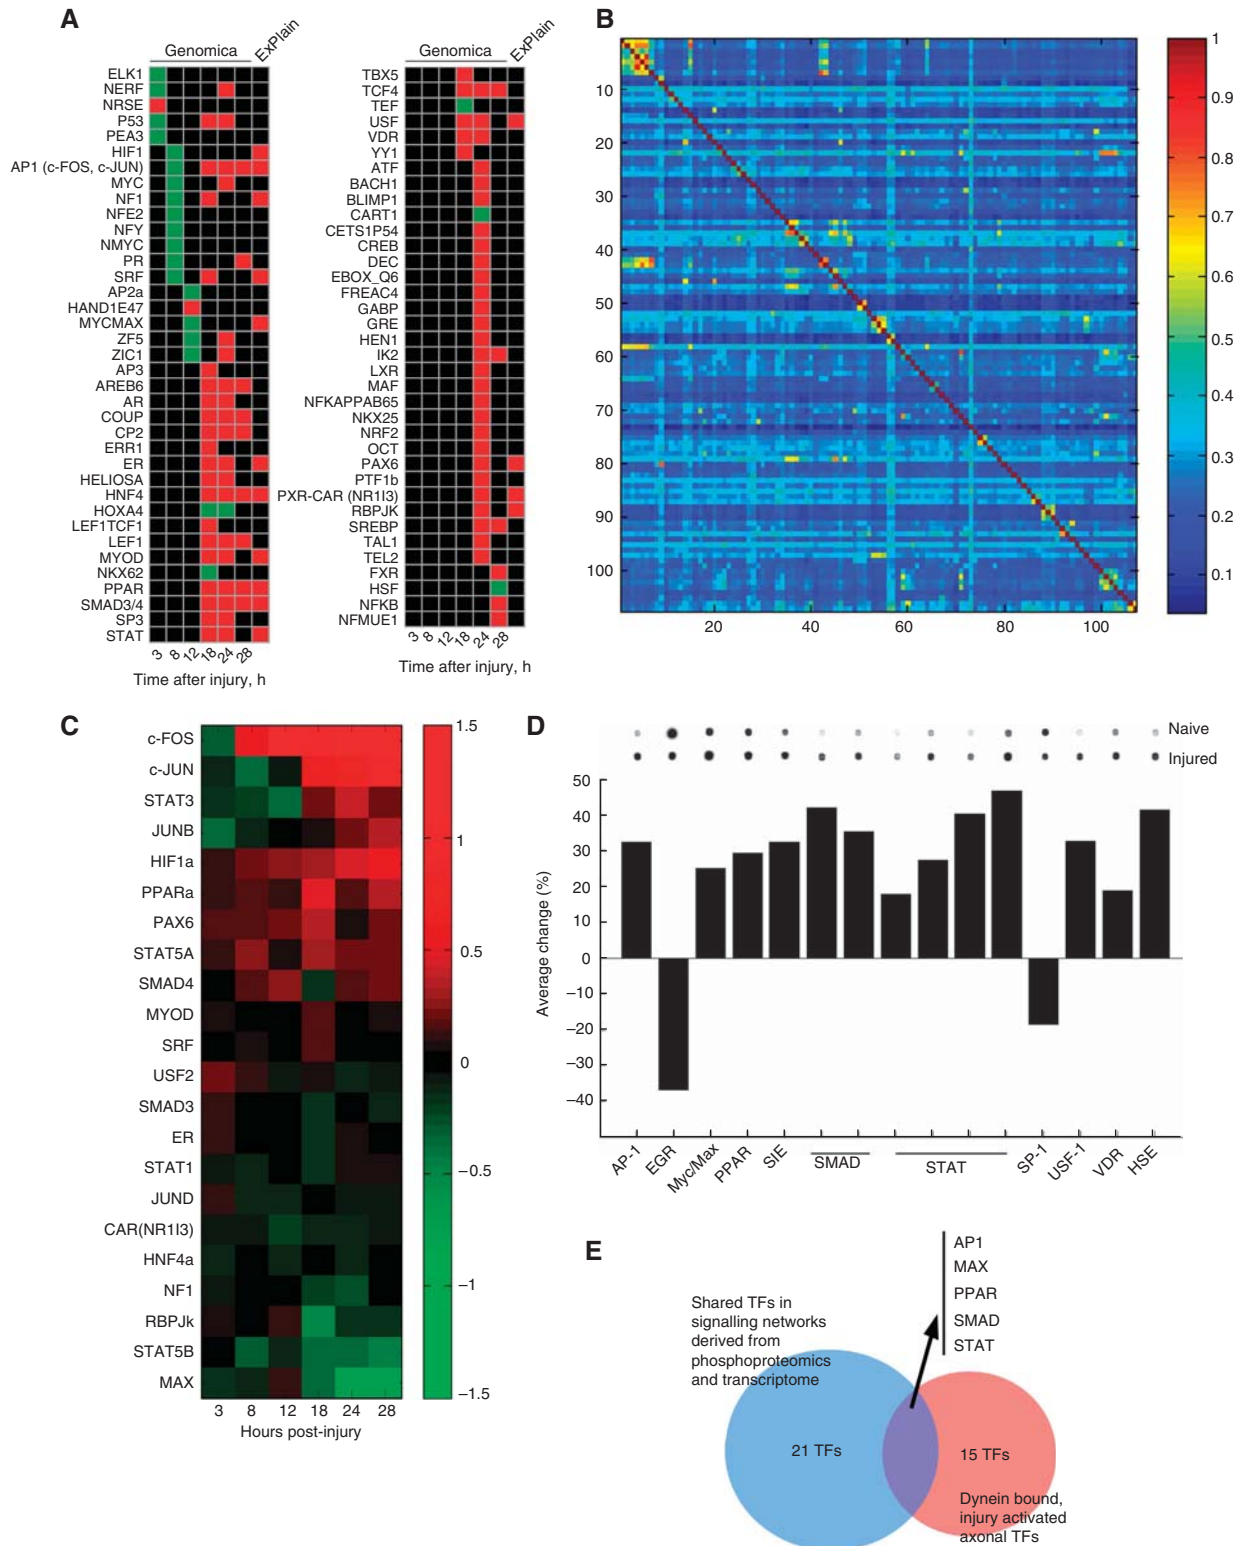 A
Genomica
ExPlain
ELK1
NERF
NRSE
P53
PEA3
HIF1
AP1 (c-FOS, c-JUN)
MYC
NF1
NFE2
NFY
NMYC
PR
SRF
AP2a
HAND1E47
MYCMAX
ZF5
ZIC1
AP3
AREB6
AR
COUP
CP2
ERR1
ER
HELIOSA
HNF4
HOXA4
LEF1TCF1
LEF1
MYOD
NKX62
PPAR
SMAD3/4
SP3
STAT
3 8 12 18 24 28
Time after injury, h
Genomica
ExPlain
TBX5
TCF4
TEF
USF
VDR
YY1
ATF
BACH1
BLIMP1
CART1
CETS1P54
CREB
DEC
EBOX_Q6
FREAC4
GABP
GRE
HEN1
IK2
LXR
MAF
NFKAPPAB65
NKX25
NRF2
OCT
PAX6
PTF1b
PXR-CAR (NR1I3)
RBPJK
SREBP
TAL1
TEL2
FXR
HSF
NFKB
NFMUE1
3 8 12 18 24 28
Time after injury, h
B
10
20
30
40
50
60
70
80
90
100
20 40 60 80 100
1
0.9
0.8
0.7
0.6
0.5
0.4
0.3
0.2
0.1
C
c-FOS
c-JUN
STAT3
JUNB
HIF1a
PPARa
PAX6
STAT5A
SMAD4
MYOD
SRF
USF2
SMAD3
ER
STAT1
JUND
CAR(NR1I3)
HNF4a
NF1
RBPJk
STAT5B
MAX
3 8 12 18 24 28
Hours post-injury
1.5
1
0.5
0
−0.5
−1
−1.5
D
Naive
Injured
50
40
30
20
10
0
−10
−20
−30
−40
Average change (%)
AP-1 EGR Myc/Max PPAR SIE SMAD STAT SP-1 USF-1 VDR HSE
E
AP1
MAX
PPAR
SMAD
STAT
Shared TFs in
signalling networks
derived from
phosphoproteomics
and transcriptome
21 TFs
15 TFs
Dynein bound,
injury activated
axonal TFs